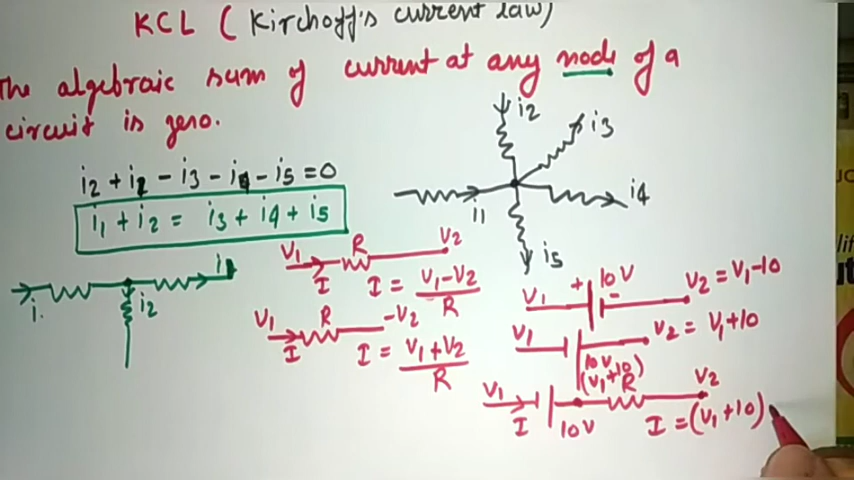 KCL (Kirchoff's current law)
The algebraic sum of current at any node of a
circuit is zero.
i2
i3
i1
i4
i5
i2 + i2 - i3 - i4 - i5 = 0
i1 + i2 = i3 + i4 + i5
i.
i2
V1 R V2
I I = V1-V2
R
V1 R -V2
I I = V1+V2
R
V1 + 10V - V2 = V1-10
V1 V2 = V1+10
10V
(V1+10)
V1 R V2
I 10V I = (V1+10)